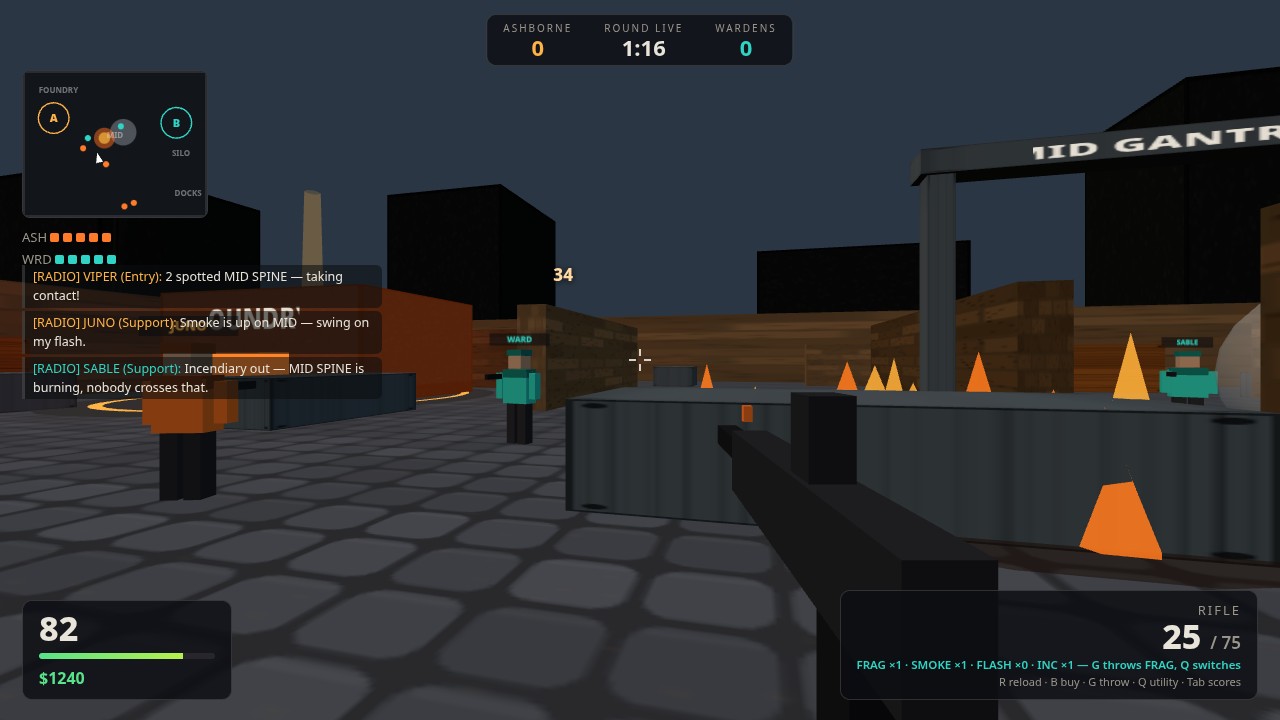 ASHBORNE
0
ROUND LIVE
1:16
WARDENS
0
FOUNDRY
A
B
MID
SILO
DOCKS
ASH
WRD
[RADIO] VIPER (Entry): 2 spotted MID SPINE — taking
contact!
[RADIO] JUNO (Support): Smoke is up on MID — swing on
my flash.
[RADIO] SABLE (Support): Incendiary out — MID SPINE is
burning, nobody crosses that.
JUNO
OUNDRY
34
WARD
SABLE
MID GANTR
82
$1240
RIFLE
25 / 75
FRAG ×1 · SMOKE ×1 · FLASH ×0 · INC ×1 — G throws FRAG, Q switches
R reload · B buy · G throw · Q utility · Tab scores